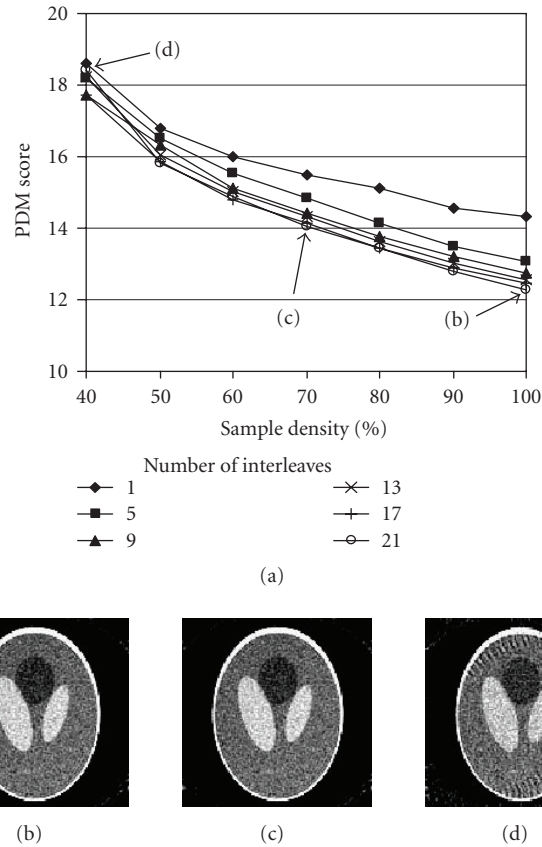 20
(d)
18
16
PDM score
14
(c)
(b)
12
10
40 50 60 70 80 90 100
Sample density (%)
Number of interleaves
1 13
5 17
9 21
(a)
(b) (c) (d)